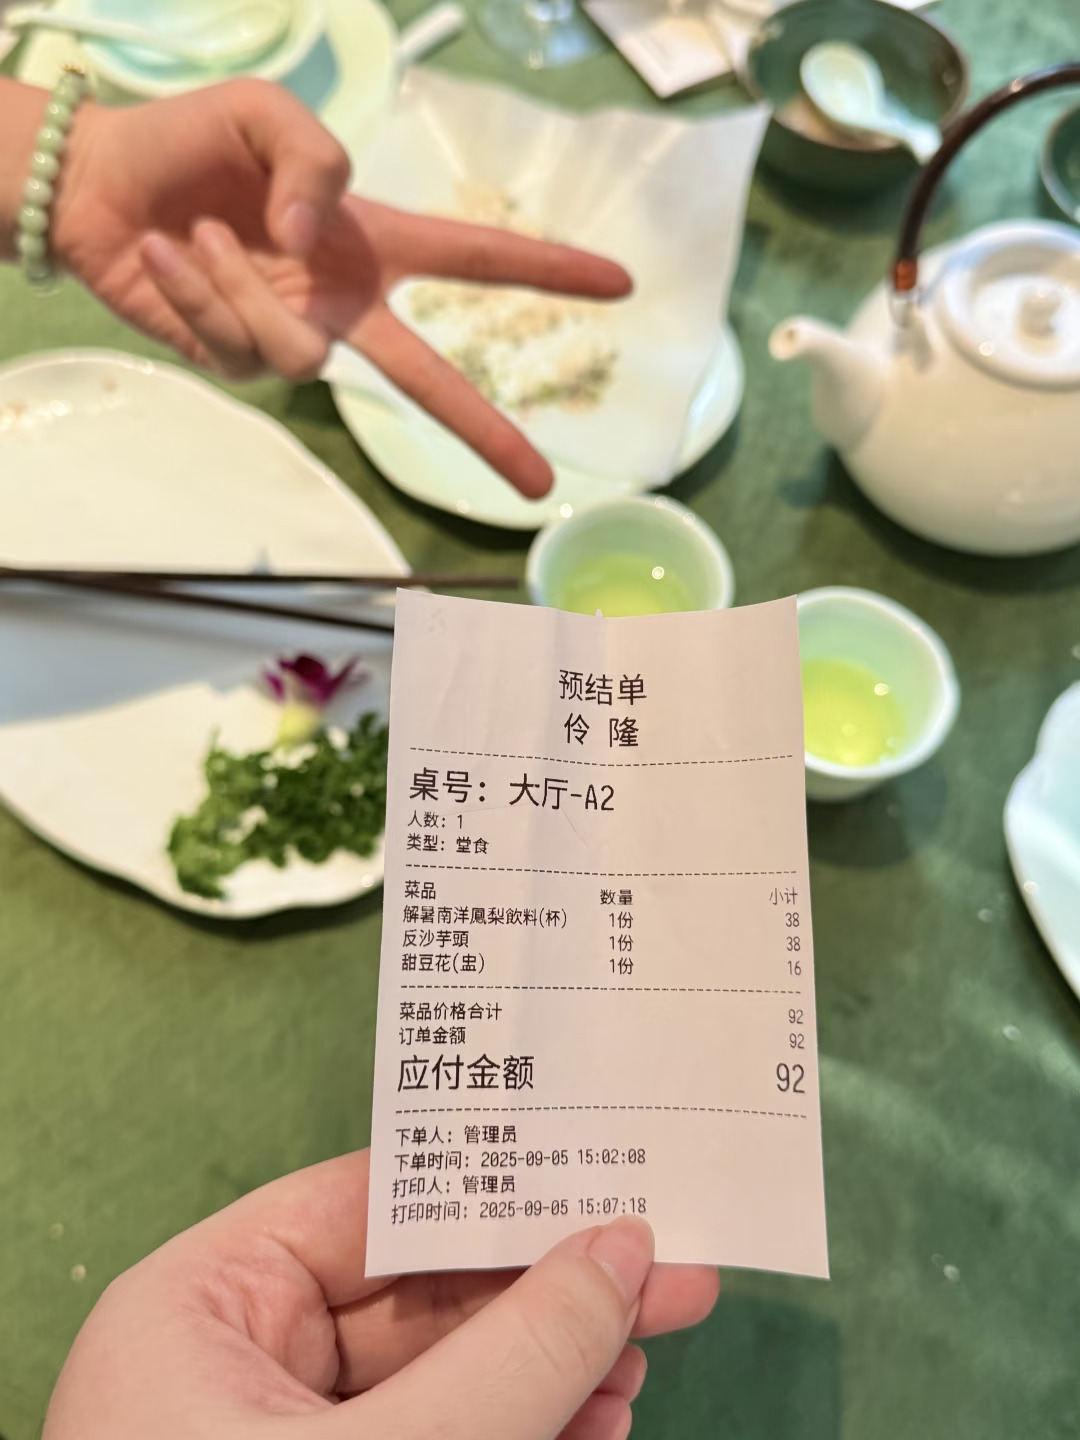 预结单
伶 隆
桌号：大厅-A2
人数：1
类型：堂食
菜品 数量 小计
解暑南洋鳳梨飲料(杯) 1份 38
反沙芋頭 1份 38
甜豆花(盅) 1份 16
菜品价格合计 92
订单金额 92
应付金额 92
下单人：管理员
下单时间：2025-09-05 15:02:08
打印人：管理员
打印时间：2025-09-05 15:07:18